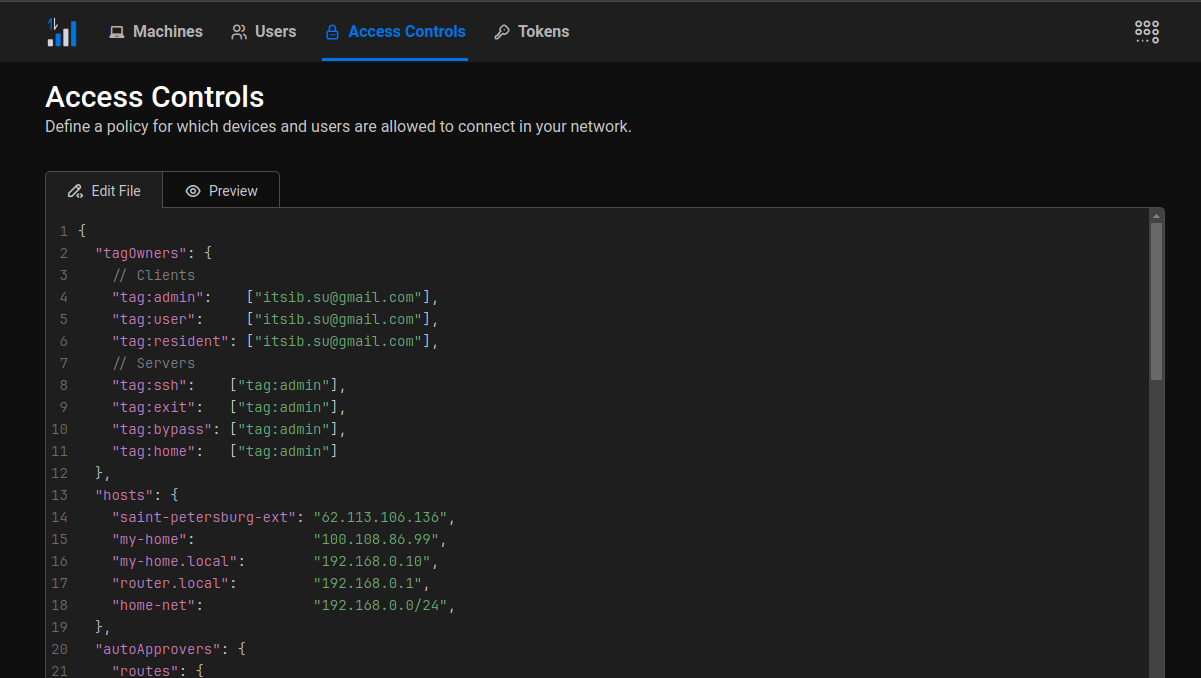 Machines Users Access Controls Tokens
Access Controls
Define a policy for which devices and users are allowed to connect in your network.
Edit File Preview
1 {
2   "tagOwners": {
3     // Clients
4     "tag:admin":    ["itsib.su@gmail.com"],
5     "tag:user":     ["itsib.su@gmail.com"],
6     "tag:resident": ["itsib.su@gmail.com"],
7     // Servers
8     "tag:ssh":    ["tag:admin"],
9     "tag:exit":   ["tag:admin"],
10     "tag:bypass": ["tag:admin"],
11     "tag:home":   ["tag:admin"]
12   },
13   "hosts": {
14     "saint-petersburg-ext": "62.113.106.136",
15     "my-home":              "100.108.86.99",
16     "my-home.local":        "192.168.0.10",
17     "router.local":         "192.168.0.1",
18     "home-net":             "192.168.0.0/24",
19   },
20   "autoApprovers": {
21     "routes": {